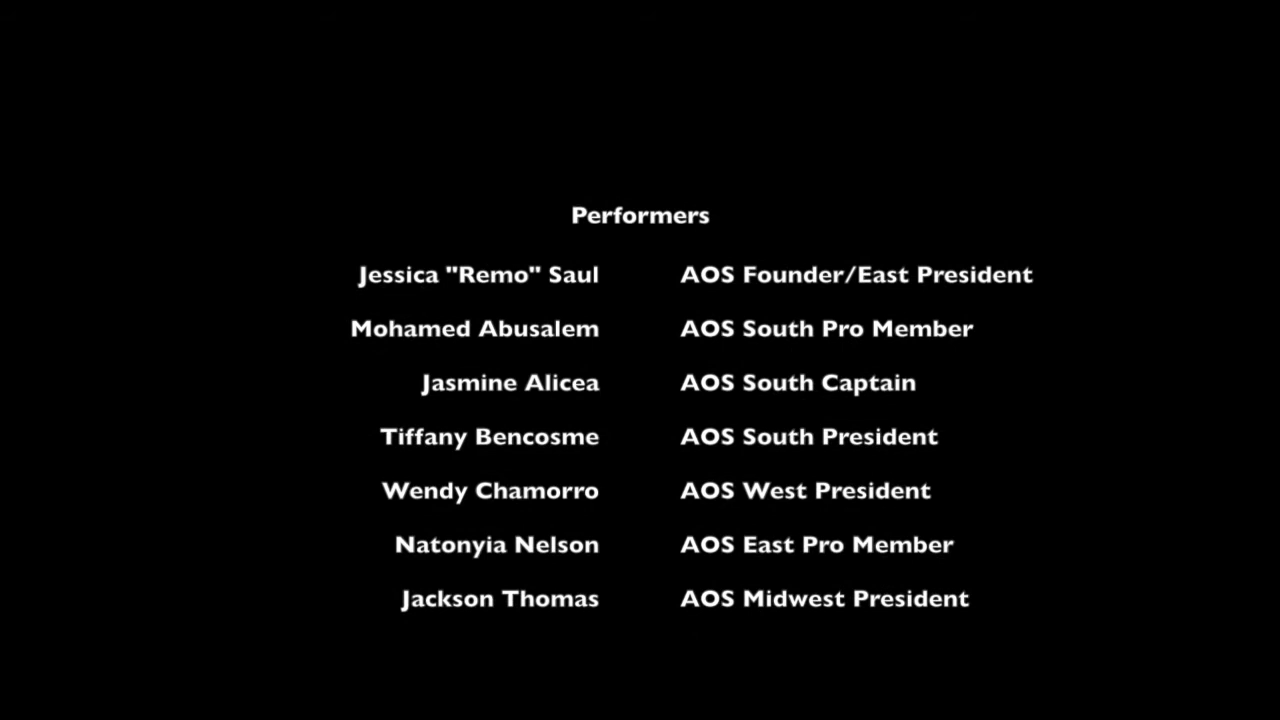 Performers
Jessica "Remo" Saul AOS Founder/East President
Mohamed Abusalem AOS South Pro Member
Jasmine Alicea AOS South Captain
Tiffany Bencosme AOS South President
Wendy Chamorro AOS West President
Natonyia Nelson AOS East Pro Member
Jackson Thomas AOS Midwest President